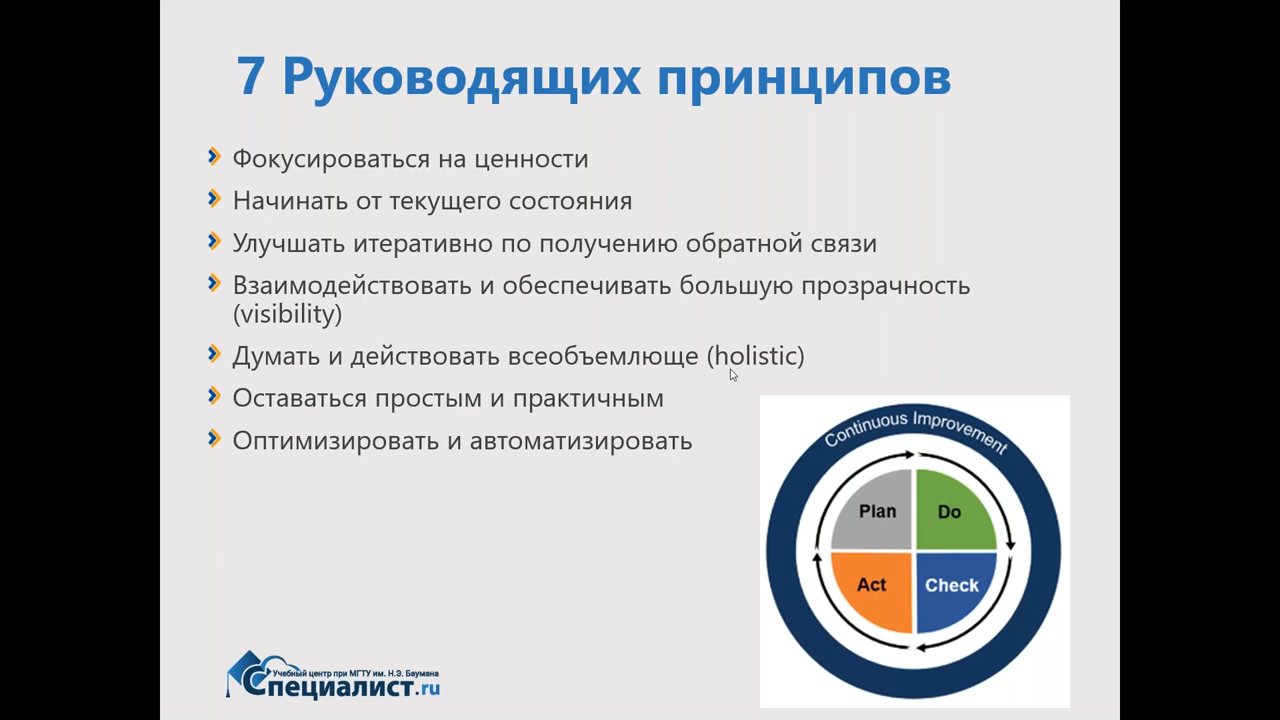 7 Руководящих принципов
Фокусироваться на ценности
Начинать от текущего состояния
Улучшать итеративно по получению обратной связи
Взаимодействовать и обеспечивать большую прозрачность
(visibility)
Думать и действовать всеобъемлюще (holistic)
Оставаться простым и практичным
Оптимизировать и автоматизировать
Continuous Improvement
Plan
Do
Act
Check
Учебный центр при МГТУ им. Н.Э. Баумана
Специалист.ru